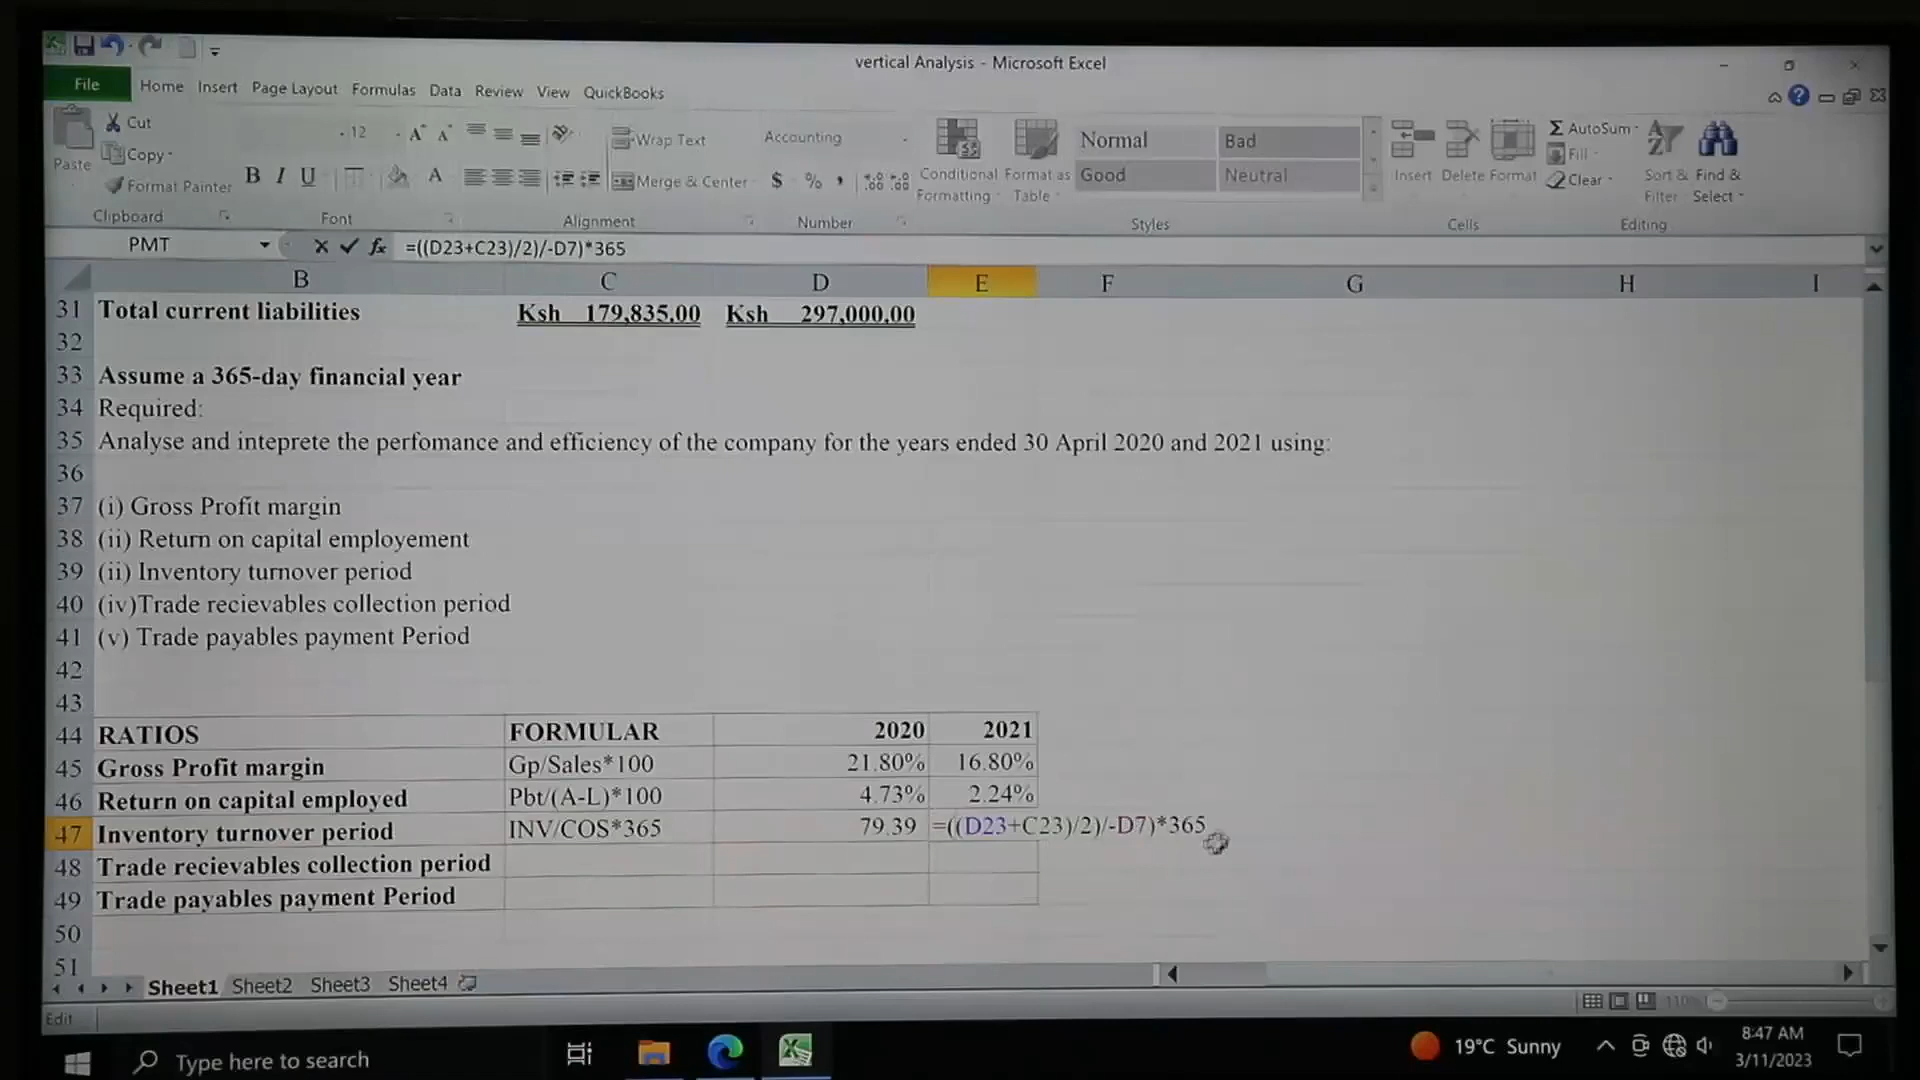 vertical Analysis - Microsoft Excel
File Home Insert Page Layout Formulas Data Review View QuickBooks
Cut
Copy
Format Painter
Paste
Clipboard
12
A A
B I U A
Font
Wrap Text
Merge & Center
Alignment
Accounting
$ % ,
Number
Conditional Formatting
Format as Table
Normal Bad
Good Neutral
Styles
Insert Delete Format
Cells
Σ AutoSum
Fill
Clear
Sort & Filter
Find & Select
Editing
PMT fx =((D23+C23)/2)/-D7)*365
B C D E F G H I
31 Total current liabilities Ksh 179,835.00 Ksh 297,000.00
32
33 Assume a 365-day financial year
34 Required:
35 Analyse and inteprete the perfomance and efficiency of the company for the years ended 30 April 2020 and 2021 using:
36
37 (i) Gross Profit margin
38 (ii) Return on capital employement
39 (ii) Inventory turnover period
40 (iv)Trade recievables collection period
41 (v) Trade payables payment Period
42
43
44 RATIOS FORMULAR 2020 2021
45 Gross Profit margin Gp/Sales*100 21.80% 16.80%
46 Return on capital employed Pbt/(A-L)*100 4.73% 2.24%
47 Inventory turnover period INV/COS*365 79.39 =((D23+C23)/2)/-D7)*365
48 Trade recievables collection period
49 Trade payables payment Period
50
51
Sheet1 Sheet2 Sheet3 Sheet4
Edit 110%
Type here to search
19°C Sunny
8:47 AM
3/11/2023